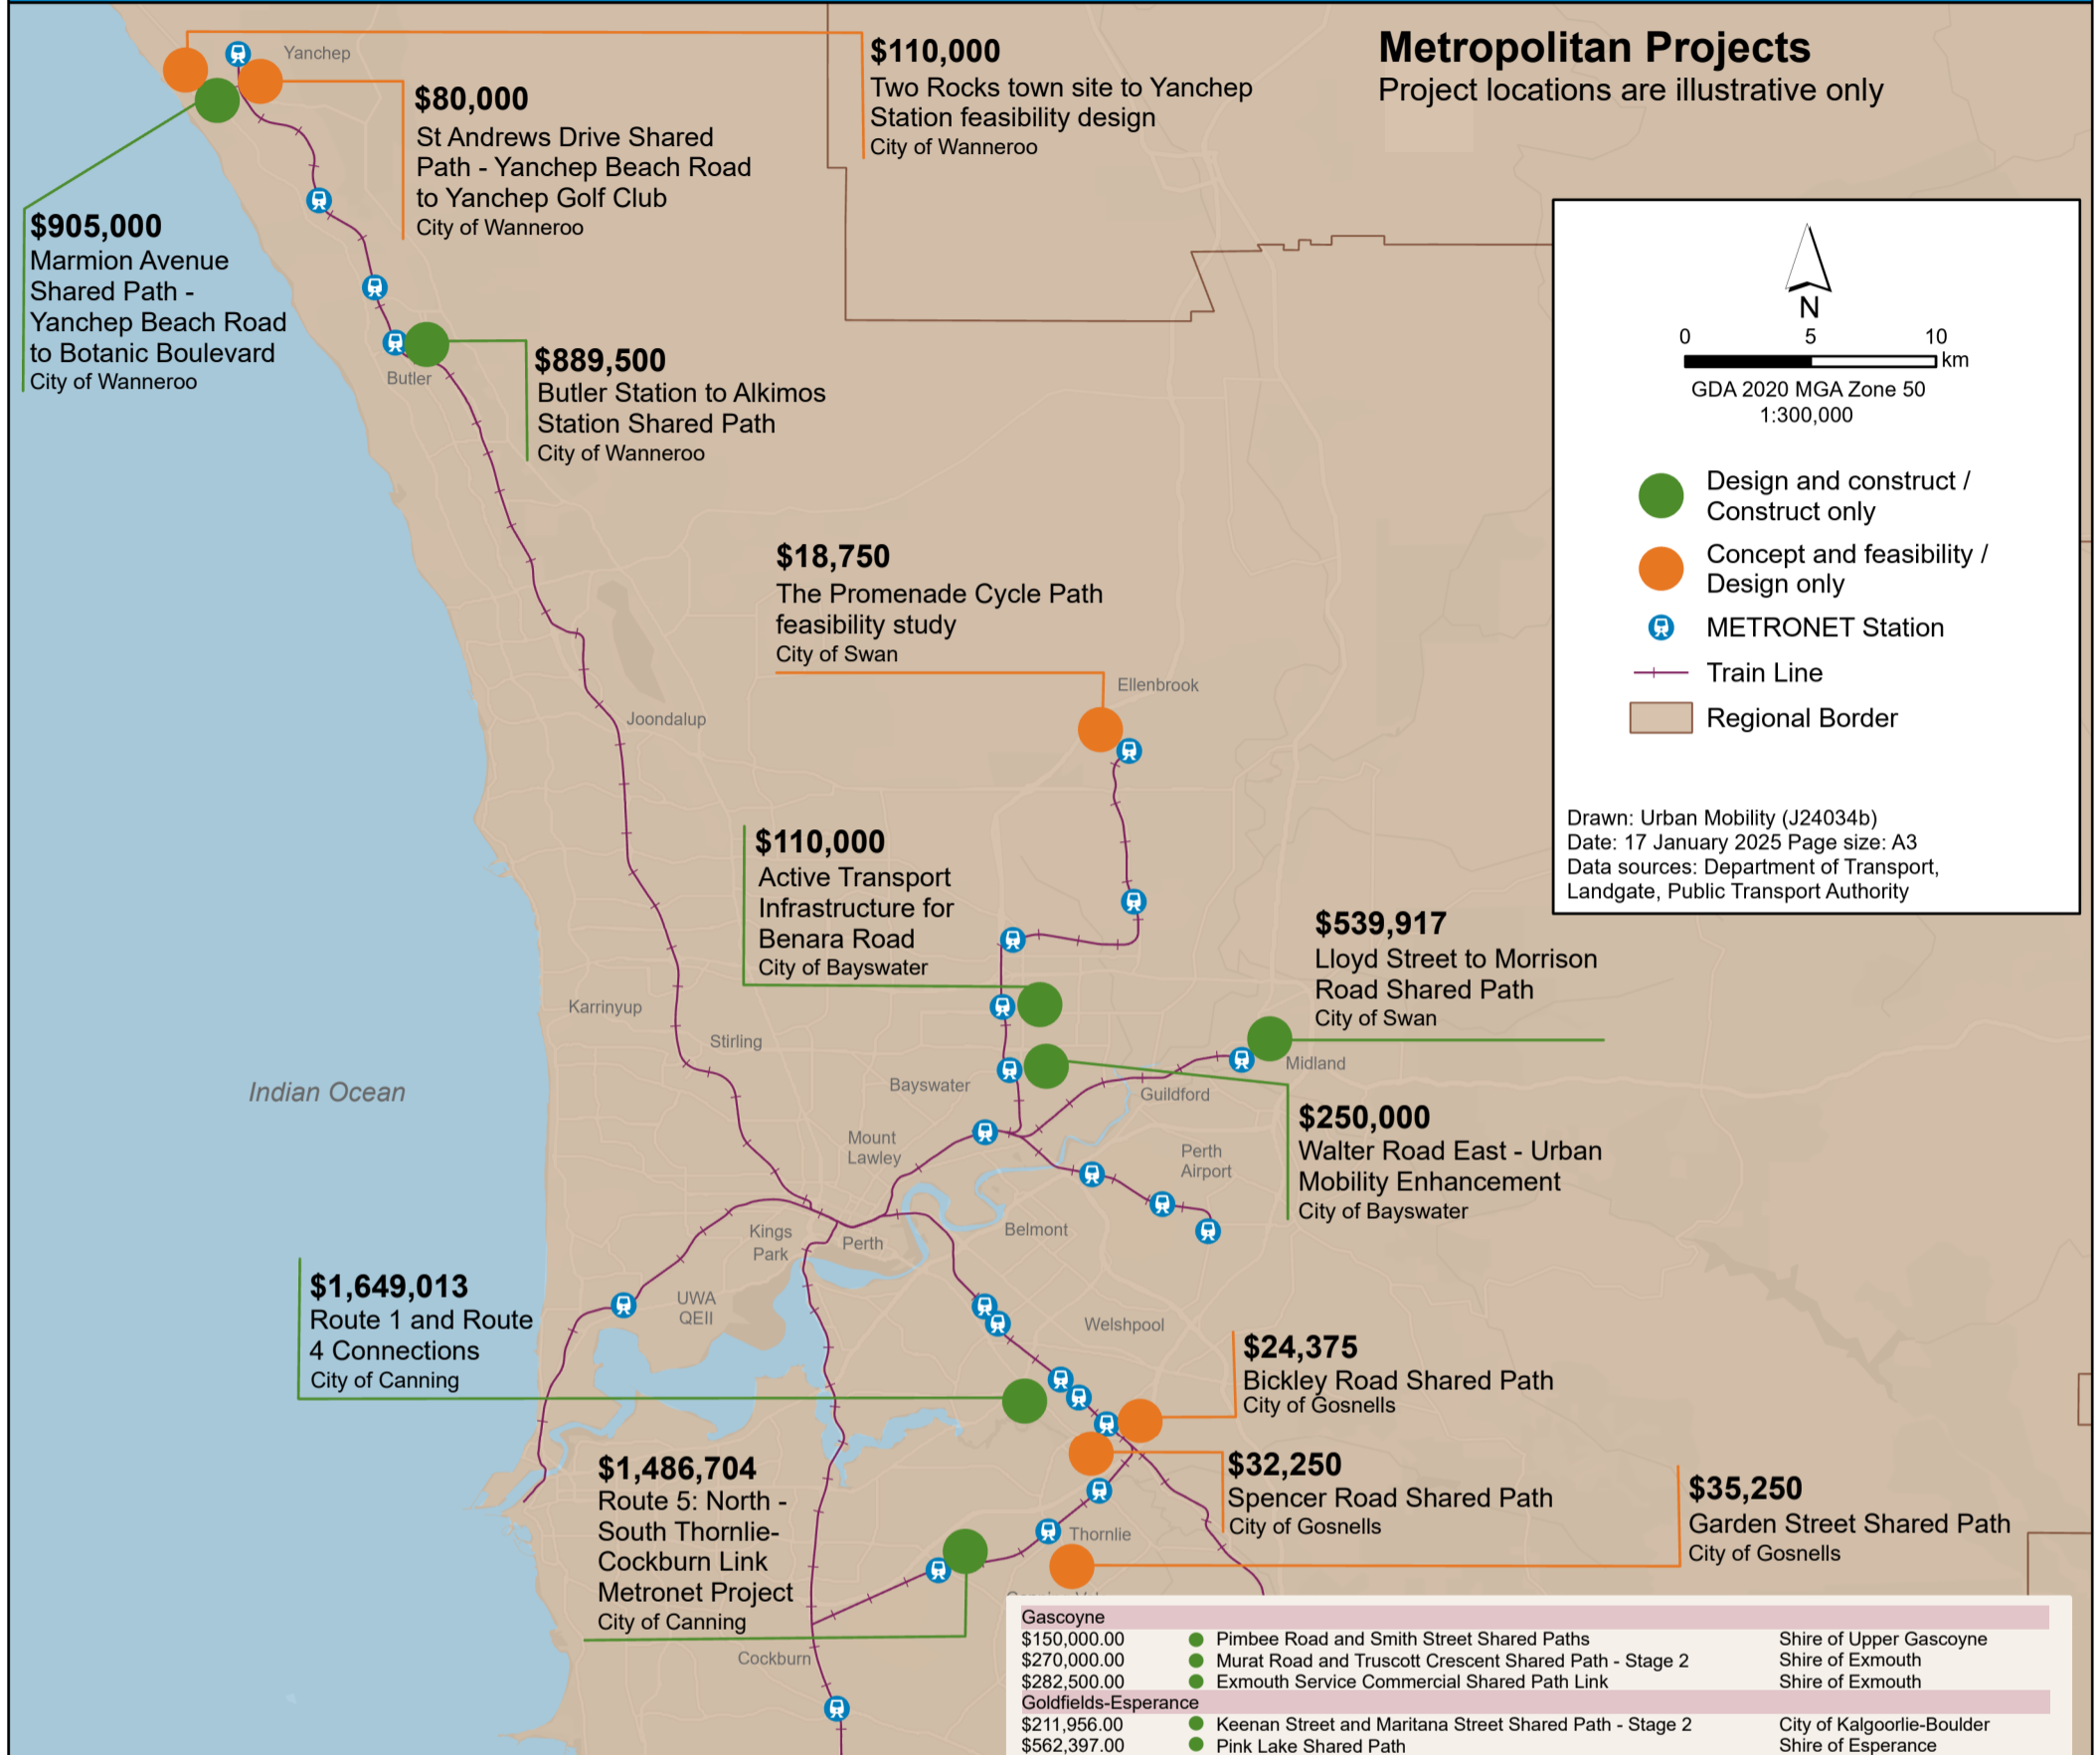 Metropolitan Projects
Project locations are illustrative only
Yanchep
$110,000
Two Rocks town site to Yanchep
Station feasibility design
City of Wanneroo
$80,000
St Andrews Drive Shared
Path - Yanchep Beach Road
to Yanchep Golf Club
City of Wanneroo
$905,000
Marmion Avenue
Shared Path -
Yanchep Beach Road
to Botanic Boulevard
City of Wanneroo
Butler
$889,500
Butler Station to Alkimos
Station Shared Path
City of Wanneroo
N
0 5 10
km
GDA 2020 MGA Zone 50
1:300,000
Design and construct /
Construct only
Concept and feasibility /
Design only
METRONET Station
Train Line
Regional Border
Drawn: Urban Mobility (J24034b)
Date: 17 January 2025 Page size: A3
Data sources: Department of Transport,
Landgate, Public Transport Authority
$18,750
The Promenade Cycle Path
feasibility study
City of Swan
Ellenbrook
Joondalup
$110,000
Active Transport
Infrastructure for
Benara Road
City of Bayswater
$539,917
Lloyd Street to Morrison
Road Shared Path
City of Swan
Karrinyup
Stirling
Midland
Bayswater
Guildford
Indian Ocean
$250,000
Walter Road East - Urban
Mobility Enhancement
City of Bayswater
Mount
Lawley
Perth
Airport
Kings
Park
Perth
Belmont
$1,649,013
Route 1 and Route
4 Connections
City of Canning
UWA
QEII
Welshpool
$24,375
Bickley Road Shared Path
City of Gosnells
$1,486,704
Route 5: North -
South Thornlie-
Cockburn Link
Metronet Project
City of Canning
$32,250
Spencer Road Shared Path
City of Gosnells
$35,250
Garden Street Shared Path
City of Gosnells
Thornlie
Cockburn
Gascoyne
$150,000.00 Pimbee Road and Smith Street Shared Paths Shire of Upper Gascoyne
$270,000.00 Murat Road and Truscott Crescent Shared Path - Stage 2 Shire of Exmouth
$282,500.00 Exmouth Service Commercial Shared Path Link Shire of Exmouth
Goldfields-Esperance
$211,956.00 Keenan Street and Maritana Street Shared Path - Stage 2 City of Kalgoorlie-Boulder
$562,397.00 Pink Lake Shared Path Shire of Esperance